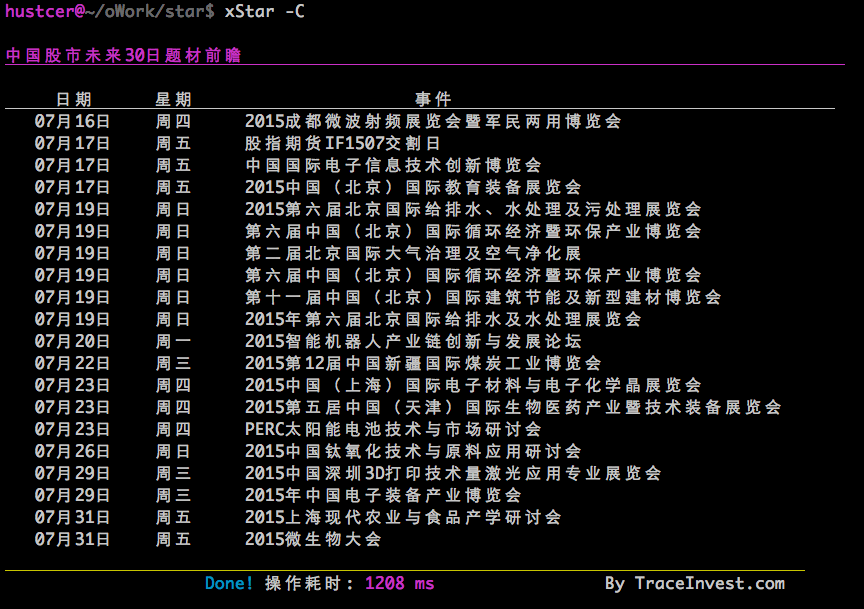 hustcer@~/oWork/star$ xStar -C
中国股市未来30日题材前瞻
日期 星期 事件
07月16日 周四 2015成都微波射频展览会暨军民两用博览会
07月17日 周五 股指期货IF1507交割日
07月17日 周五 中国国际电子信息技术创新博览会
07月17日 周五 2015中国（北京）国际教育装备展览会
07月19日 周日 2015第六届北京国际给排水、水处理及污处理展览会
07月19日 周日 第六届中国（北京）国际循环经济暨环保产业博览会
07月19日 周日 第二届北京国际大气治理及空气净化展
07月19日 周日 第六届中国（北京）国际循环经济暨环保产业博览会
07月19日 周日 第十一届中国（北京）国际建筑节能及新型建材博览会
07月19日 周日 2015年第六届北京国际给排水及水处理展览会
07月20日 周一 2015智能机器人产业链创新与发展论坛
07月22日 周三 2015第12届中国新疆国际煤炭工业博览会
07月23日 周四 2015中国（上海）国际电子材料与电子化学晶展览会
07月23日 周四 2015第五居中国（天津）国际生物医药产业暨技术装备展览会
07月23日 周四 PERC太阳能电池技术与市场研讨会
07月26日 周日 2015中国钛氧化技术与原料应用研讨会
07月29日 周三 2015中国深圳3D打印技术量激光应用专业展览会
07月29日 周三 2015年中国电子装备产业博览会
07月31日 周五 2015上海现代农业与食品产学研讨会
07月31日 周五 2015微生物大会
Done! 操作耗时: 1208 ms By TraceInvest.com